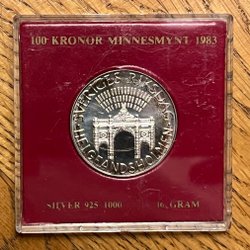 100 KRONOR MINNESMYNT 1983
SVERIGES RIKSDAG
HELGEANDSHOLMEN
SILVER 925 1000 16 GRAM